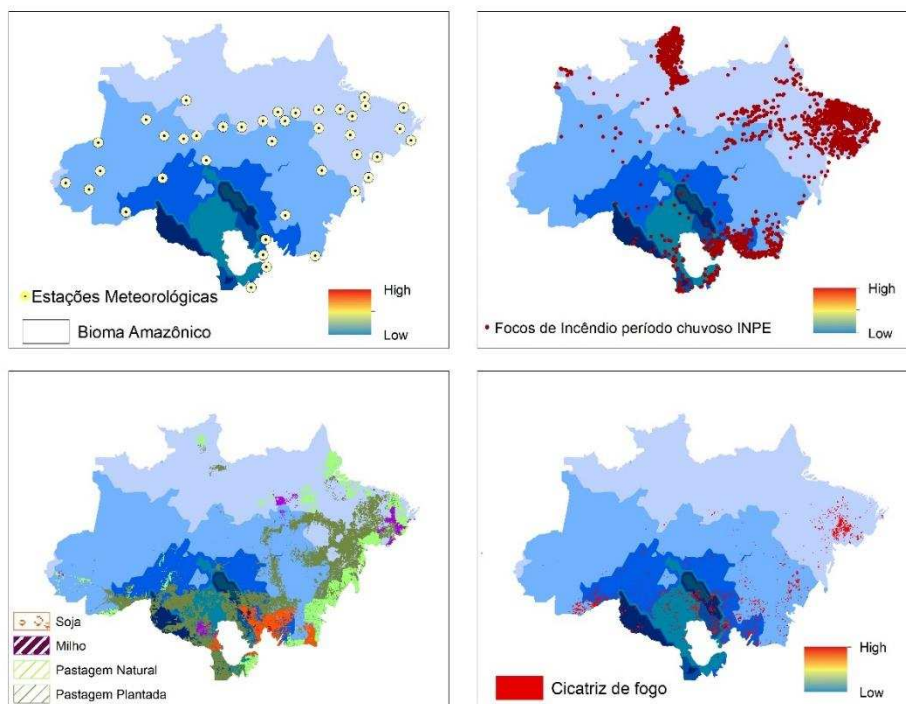 Estações Meteorológicas
Bioma Amazônico
High
Low
Focos de Incêndio período chuvoso INPE
High
Low
Soja
Milho
Pastagem Natural
Pastagem Plantada
Cicatriz de fogo
High
Low